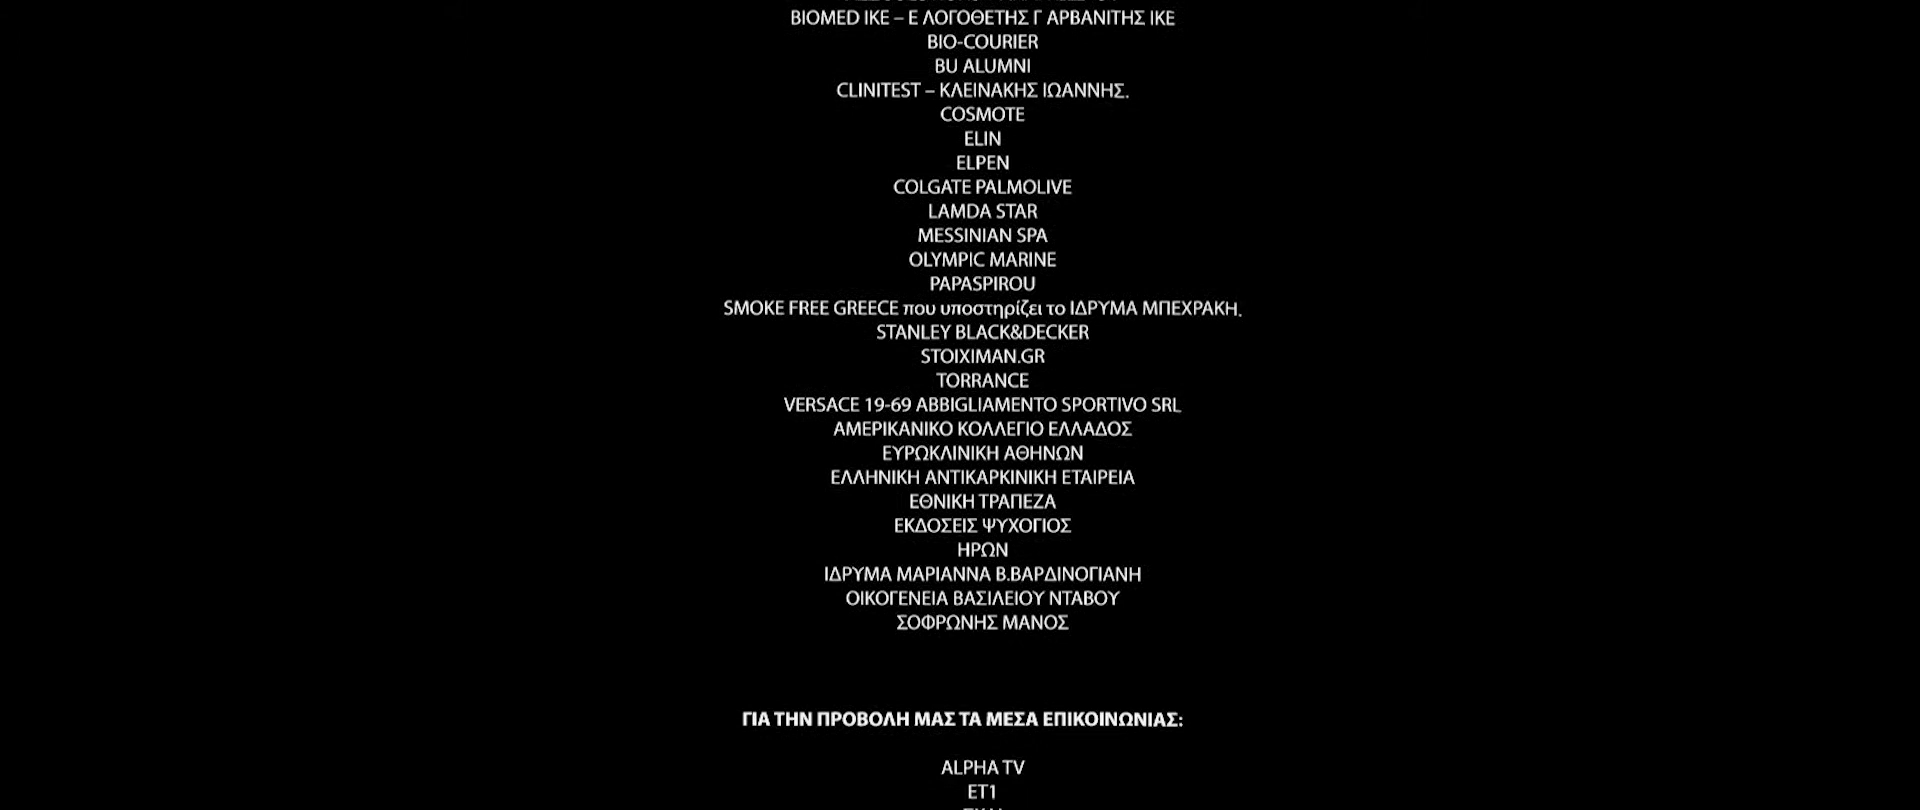 BIOMED IKE – Ε ΛΟΓΟΘΕΤΗΣ Γ ΑΡΒΑΝΙΤΗΣ ΙΚΕ
BIO-COURIER
BU ALUMNI
CLINITEST – ΚΛΕΙΝΑΚΗΣ ΙΩΑΝΝΗΣ.
COSMOTE
ELIN
ELPEN
COLGATE PALMOLIVE
LAMDA STAR
MESSINIAN SPA
OLYMPIC MARINE
PAPASPIROU
SMOKE FREE GREECE που υποστηρίζει το ΙΔΡΥΜΑ ΜΠΕΧΡΑΚΗ.
STANLEY BLACK&DECKER
STOIXIMAN.GR
TORRANCE
VERSACE 19-69 ABBIGLIAMENTO SPORTIVO SRL
ΑΜΕΡΙΚΑΝΙΚΟ ΚΟΛΛΕΓΙΟ ΕΛΛΑΔΟΣ
ΕΥΡΩΚΛΙΝΙΚΗ ΑΘΗΝΩΝ
ΕΛΛΗΝΙΚΗ ΑΝΤΙΚΑΡΚΙΝΙΚΗ ΕΤΑΙΡΕΙΑ
ΕΘΝΙΚΗ ΤΡΑΠΕΖΑ
ΕΚΔΟΣΕΙΣ ΨΥΧΟΓΙΟΣ
ΗΡΩΝ
ΙΔΡΥΜΑ ΜΑΡΙΑΝΝΑ Β.ΒΑΡΔΙΝΟΓΙΑΝΗ
ΟΙΚΟΓΕΝΕΙΑ ΒΑΣΙΛΕΙΟΥ ΝΤΑΒΟΥ
ΣΟΦΡΩΝΗΣ ΜΑΝΟΣ
ΓΙΑ ΤΗΝ ΠΡΟΒΟΛΗ ΜΑΣ ΤΑ ΜΕΣΑ ΕΠΙΚΟΙΝΩΝΙΑΣ:
ALPHA TV
ET1